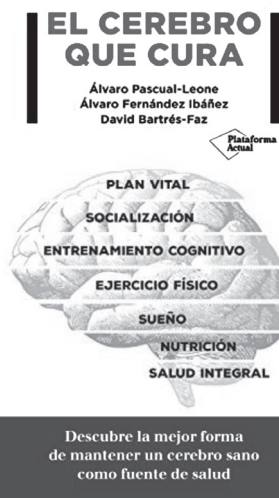 EL CEREBRO
QUE CURA
Álvaro Pascual-Leone
Álvaro Fernández Ibáñez
David Bartrés-Faz
Plataforma
Actual
PLAN VITAL
SOCIALIZACIÓN
ENTRENAMIENTO COGNITIVO
EJERCICIO FÍSICO
SUEÑO
NUTRICIÓN
SALUD INTEGRAL
Descubre la mejor forma
de mantener un cerebro sano
como fuente de salud